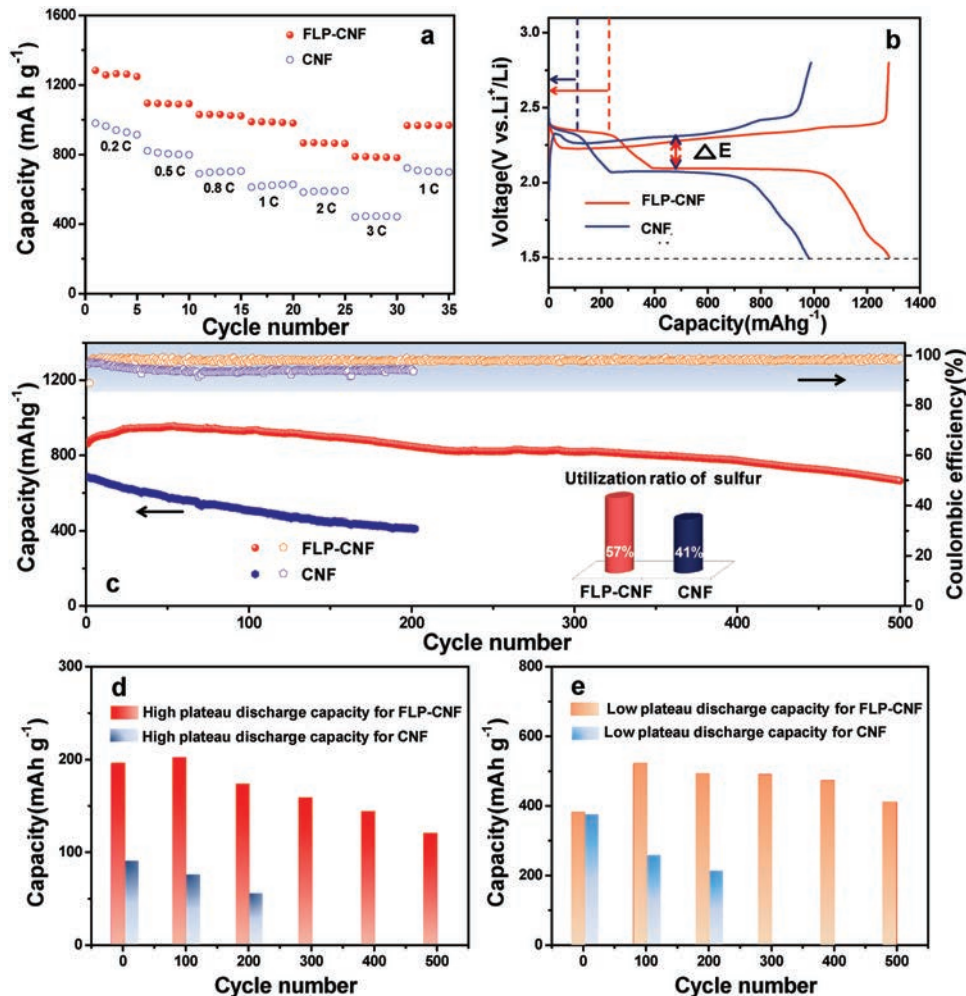 a
FLP-CNF
CNF
0.2 C
0.5 C
0.8 C
1 C
2 C
3 C
1 C
Capacity (mA h g⁻¹)
1600
1200
800
400
0
0 5 10 15 20 25 30 35
Cycle number
b
ΔE
FLP-CNF
CNF
Voltage(V vs.Li⁺/Li)
3.0
2.5
2.0
1.5
0 200 400 600 800 1000 1200 1400
Capacity(mAhg⁻¹)
c
Capacity(mAhg⁻¹)
1200
800
400
0
Utilization ratio of sulfur
57%
41%
FLP-CNF CNF
FLP-CNF
CNF
Coulombic efficiency(%)
100
80
60
40
20
0
0 100 200 300 400 500
Cycle number
d
High plateau discharge capacity for FLP-CNF
High plateau discharge capacity for CNF
Capacity(mAh g⁻¹)
300
200
100
0
0 100 200 300 400 500
Cycle number
e
Low plateau discharge capacity for FLP-CNF
Low plateau discharge capacity for CNF
Capacity(mAh g⁻¹)
800
600
400
200
0
0 100 200 300 400 500
Cycle number